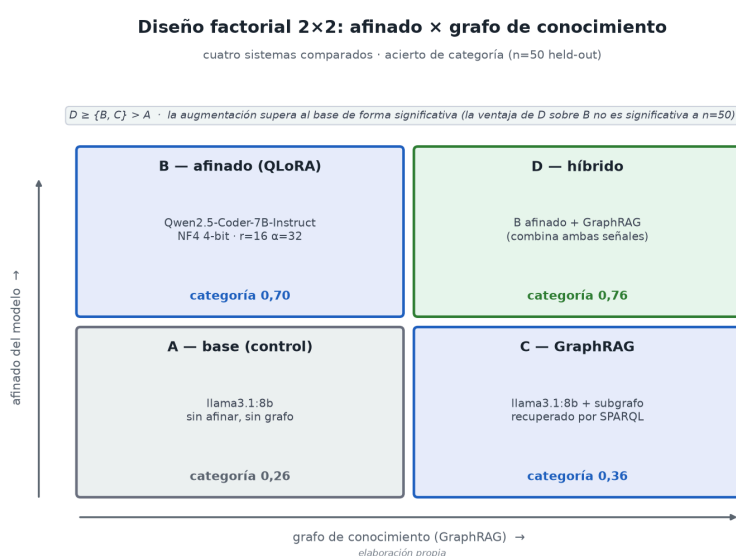 Diseño factorial 2×2: afinado × grafo de conocimiento
cuatro sistemas comparados · acierto de categoría (n=50 held-out)
D ≥ {B, C} > A · la augmentación supera al base de forma significativa (la ventaja de D sobre B no es significativa a n=50)
B — afinado (QLoRA)
Qwen2.5-Coder-7B-Instruct
NF4 4-bit · r=16 α=32
categoría 0,70
D — híbrido
B afinado + GraphRAG
(combina ambas señales)
categoría 0,76
afinado del modelo →
A — base (control)
llama3.1:8b
sin afinar, sin grafo
categoría 0,26
C — GraphRAG
llama3.1:8b + subgrafo
recuperado por SPARQL
categoría 0,36
grafo de conocimiento (GraphRAG) →
elaboración propia